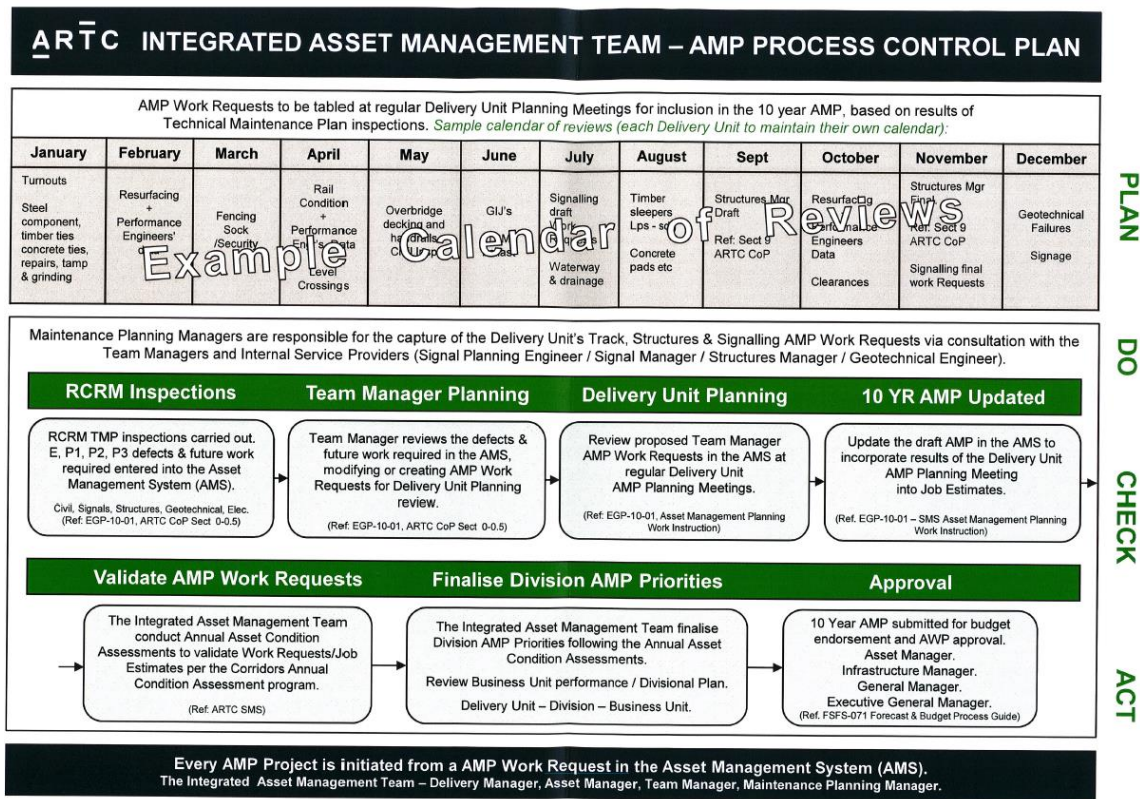 ARTC INTEGRATED ASSET MANAGEMENT TEAM – AMP PROCESS CONTROL PLAN
AMP Work Requests to be tabled at regular Delivery Unit Planning Meetings for inclusion in the 10 year AMP, based on results of
Technical Maintenance Plan inspections. Sample calendar of reviews (each Delivery Unit to maintain their own calendar):
January February March April May June July August Sept October November December
Turnouts
Steel
component,
timber ties
concrete ties,
repairs, tamp
& grinding
Resurfacing
+
Performance
Engineers'
Fencing
Sock
/Security
Rail
Condition
+
Performance
Data
Level
Crossings
Overbridge
decking and
GIJ's
Signalling
draft
Waterway
& drainage
Timber
sleepers
Lps -
Concrete
pads etc
Structures Mgr
Draft
Ref: Sect 9
ARTC CoP
Performance
Engineers
Data
Clearances
Structures Mgr
Final
Ref: Sect 9
ARTC CoP
Signalling final
work Requests
Geotechnical
Failures
Signage
Example Calendar of Reviews
PLAN
Maintenance Planning Managers are responsible for the capture of the Delivery Unit's Track, Structures & Signalling AMP Work Requests via consultation with the
Team Managers and Internal Service Providers (Signal Planning Engineer / Signal Manager / Structures Manager / Geotechnical Engineer).
DO
RCRM Inspections
RCRM TMP inspections carried out.
E, P1, P2, P3 defects & future work
required entered into the Asset
Management System (AMS).
Civil, Signals, Structures, Geotechnical, Elec.
(Ref: EGP-10-01, ARTC CoP Sect 0-0.5)
Team Manager Planning
Team Manager reviews the defects &
future work required in the AMS,
modifying or creating AMP Work
Requests for Delivery Unit Planning
review.
(Ref: EGP-10-01, ARTC CoP Sect 0-0.5)
Delivery Unit Planning
Review proposed Team Manager
AMP Work Requests in the AMS at
regular Delivery Unit
AMP Planning Meetings.
(Ref: EGP-10-01, Asset Management Planning
Work Instruction)
10 YR AMP Updated
Update the draft AMP in the AMS to
incorporate results of the Delivery Unit
AMP Planning Meeting
into Job Estimates.
(Ref. EGP-10-01 – SMS Asset Management Planning
Work Instruction)
CHECK
Validate AMP Work Requests
The Integrated Asset Management Team
conduct Annual Asset Condition
Assessments to validate Work Requests/Job
Estimates per the Corridors Annual
Condition Assessment program.
(Ref: ARTC SMS)
Finalise Division AMP Priorities
The Integrated Asset Management Team finalise
Division AMP Priorities following the Annual Asset
Condition Assessments.
Review Business Unit performance / Divisional Plan.
Delivery Unit – Division – Business Unit.
Approval
10 Year AMP submitted for budget
endorsement and AWP approval.
Asset Manager.
Infrastructure Manager.
General Manager.
Executive General Manager.
(Ref. FSFS-071 Forecast & Budget Process Guide)
ACT
Every AMP Project is initiated from a AMP Work Request in the Asset Management System (AMS).
The Integrated Asset Management Team – Delivery Manager, Asset Manager, Team Manager, Maintenance Planning Manager.